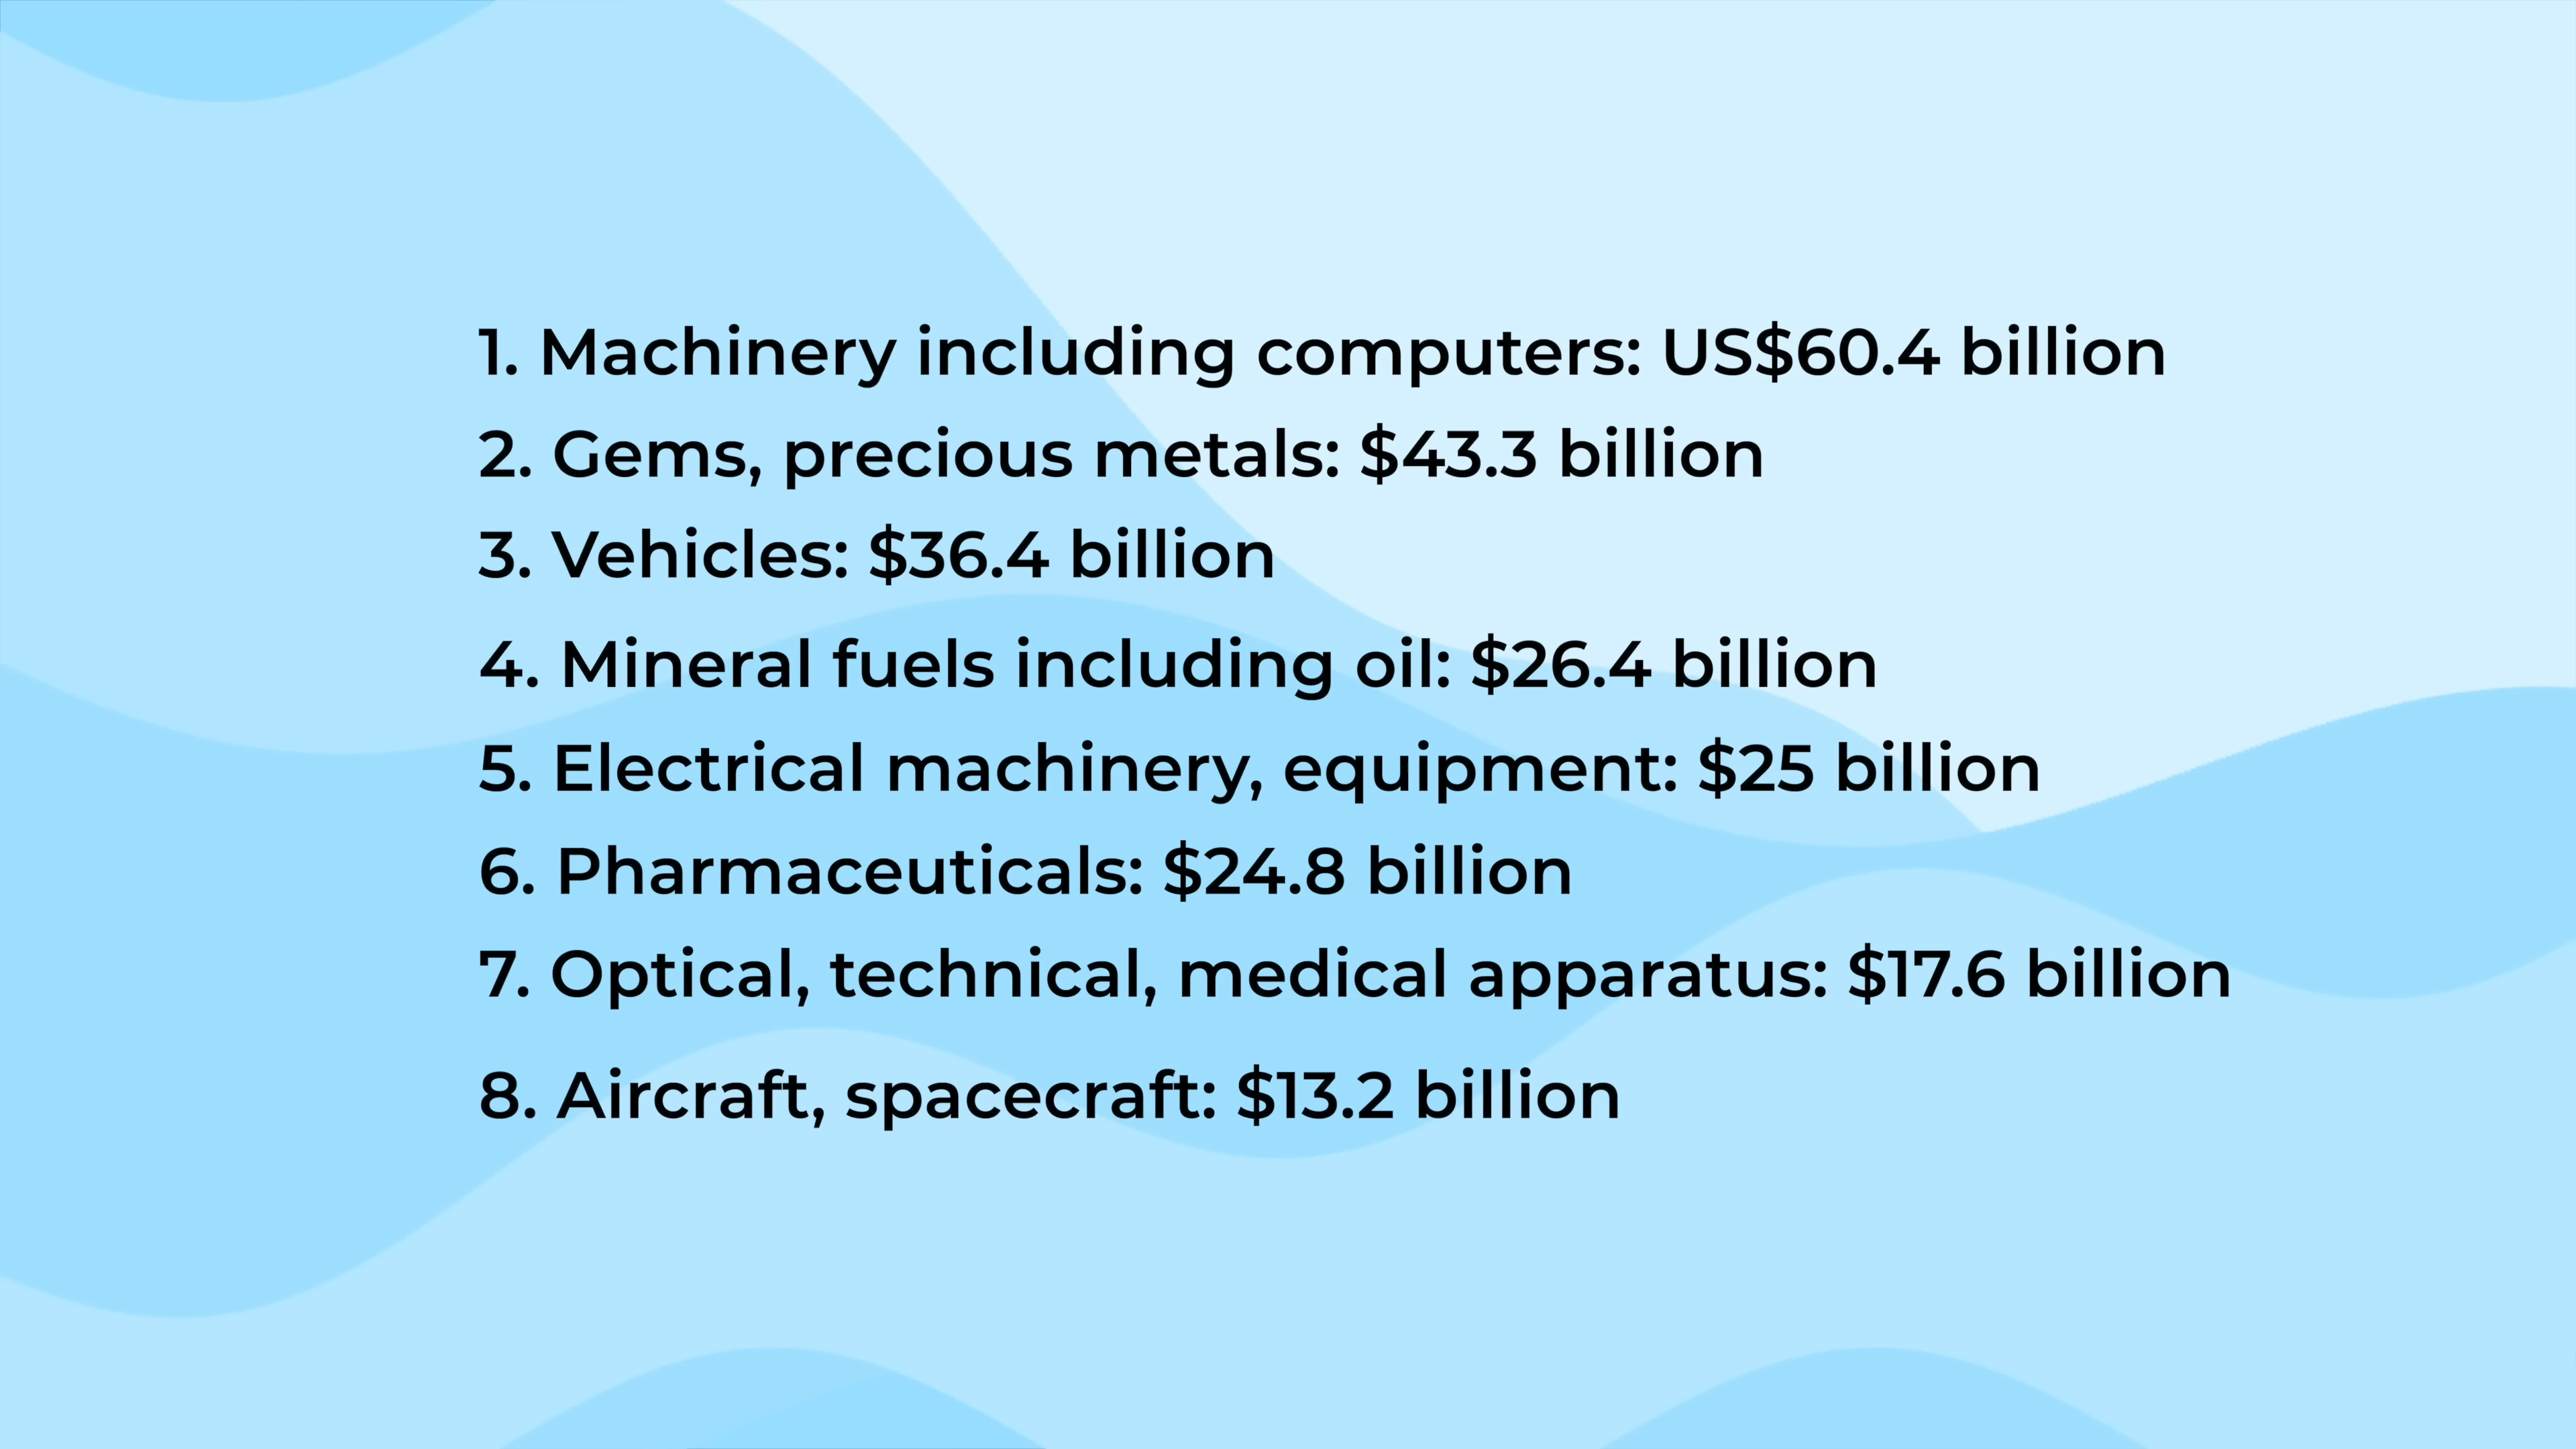 1. Machinery including computers: US$60.4 billion
2. Gems, precious metals: $43.3 billion
3. Vehicles: $36.4 billion
4. Mineral fuels including oil: $26.4 billion
5. Electrical machinery, equipment: $25 billion
6. Pharmaceuticals: $24.8 billion
7. Optical, technical, medical apparatus: $17.6 billion
8. Aircraft, spacecraft: $13.2 billion